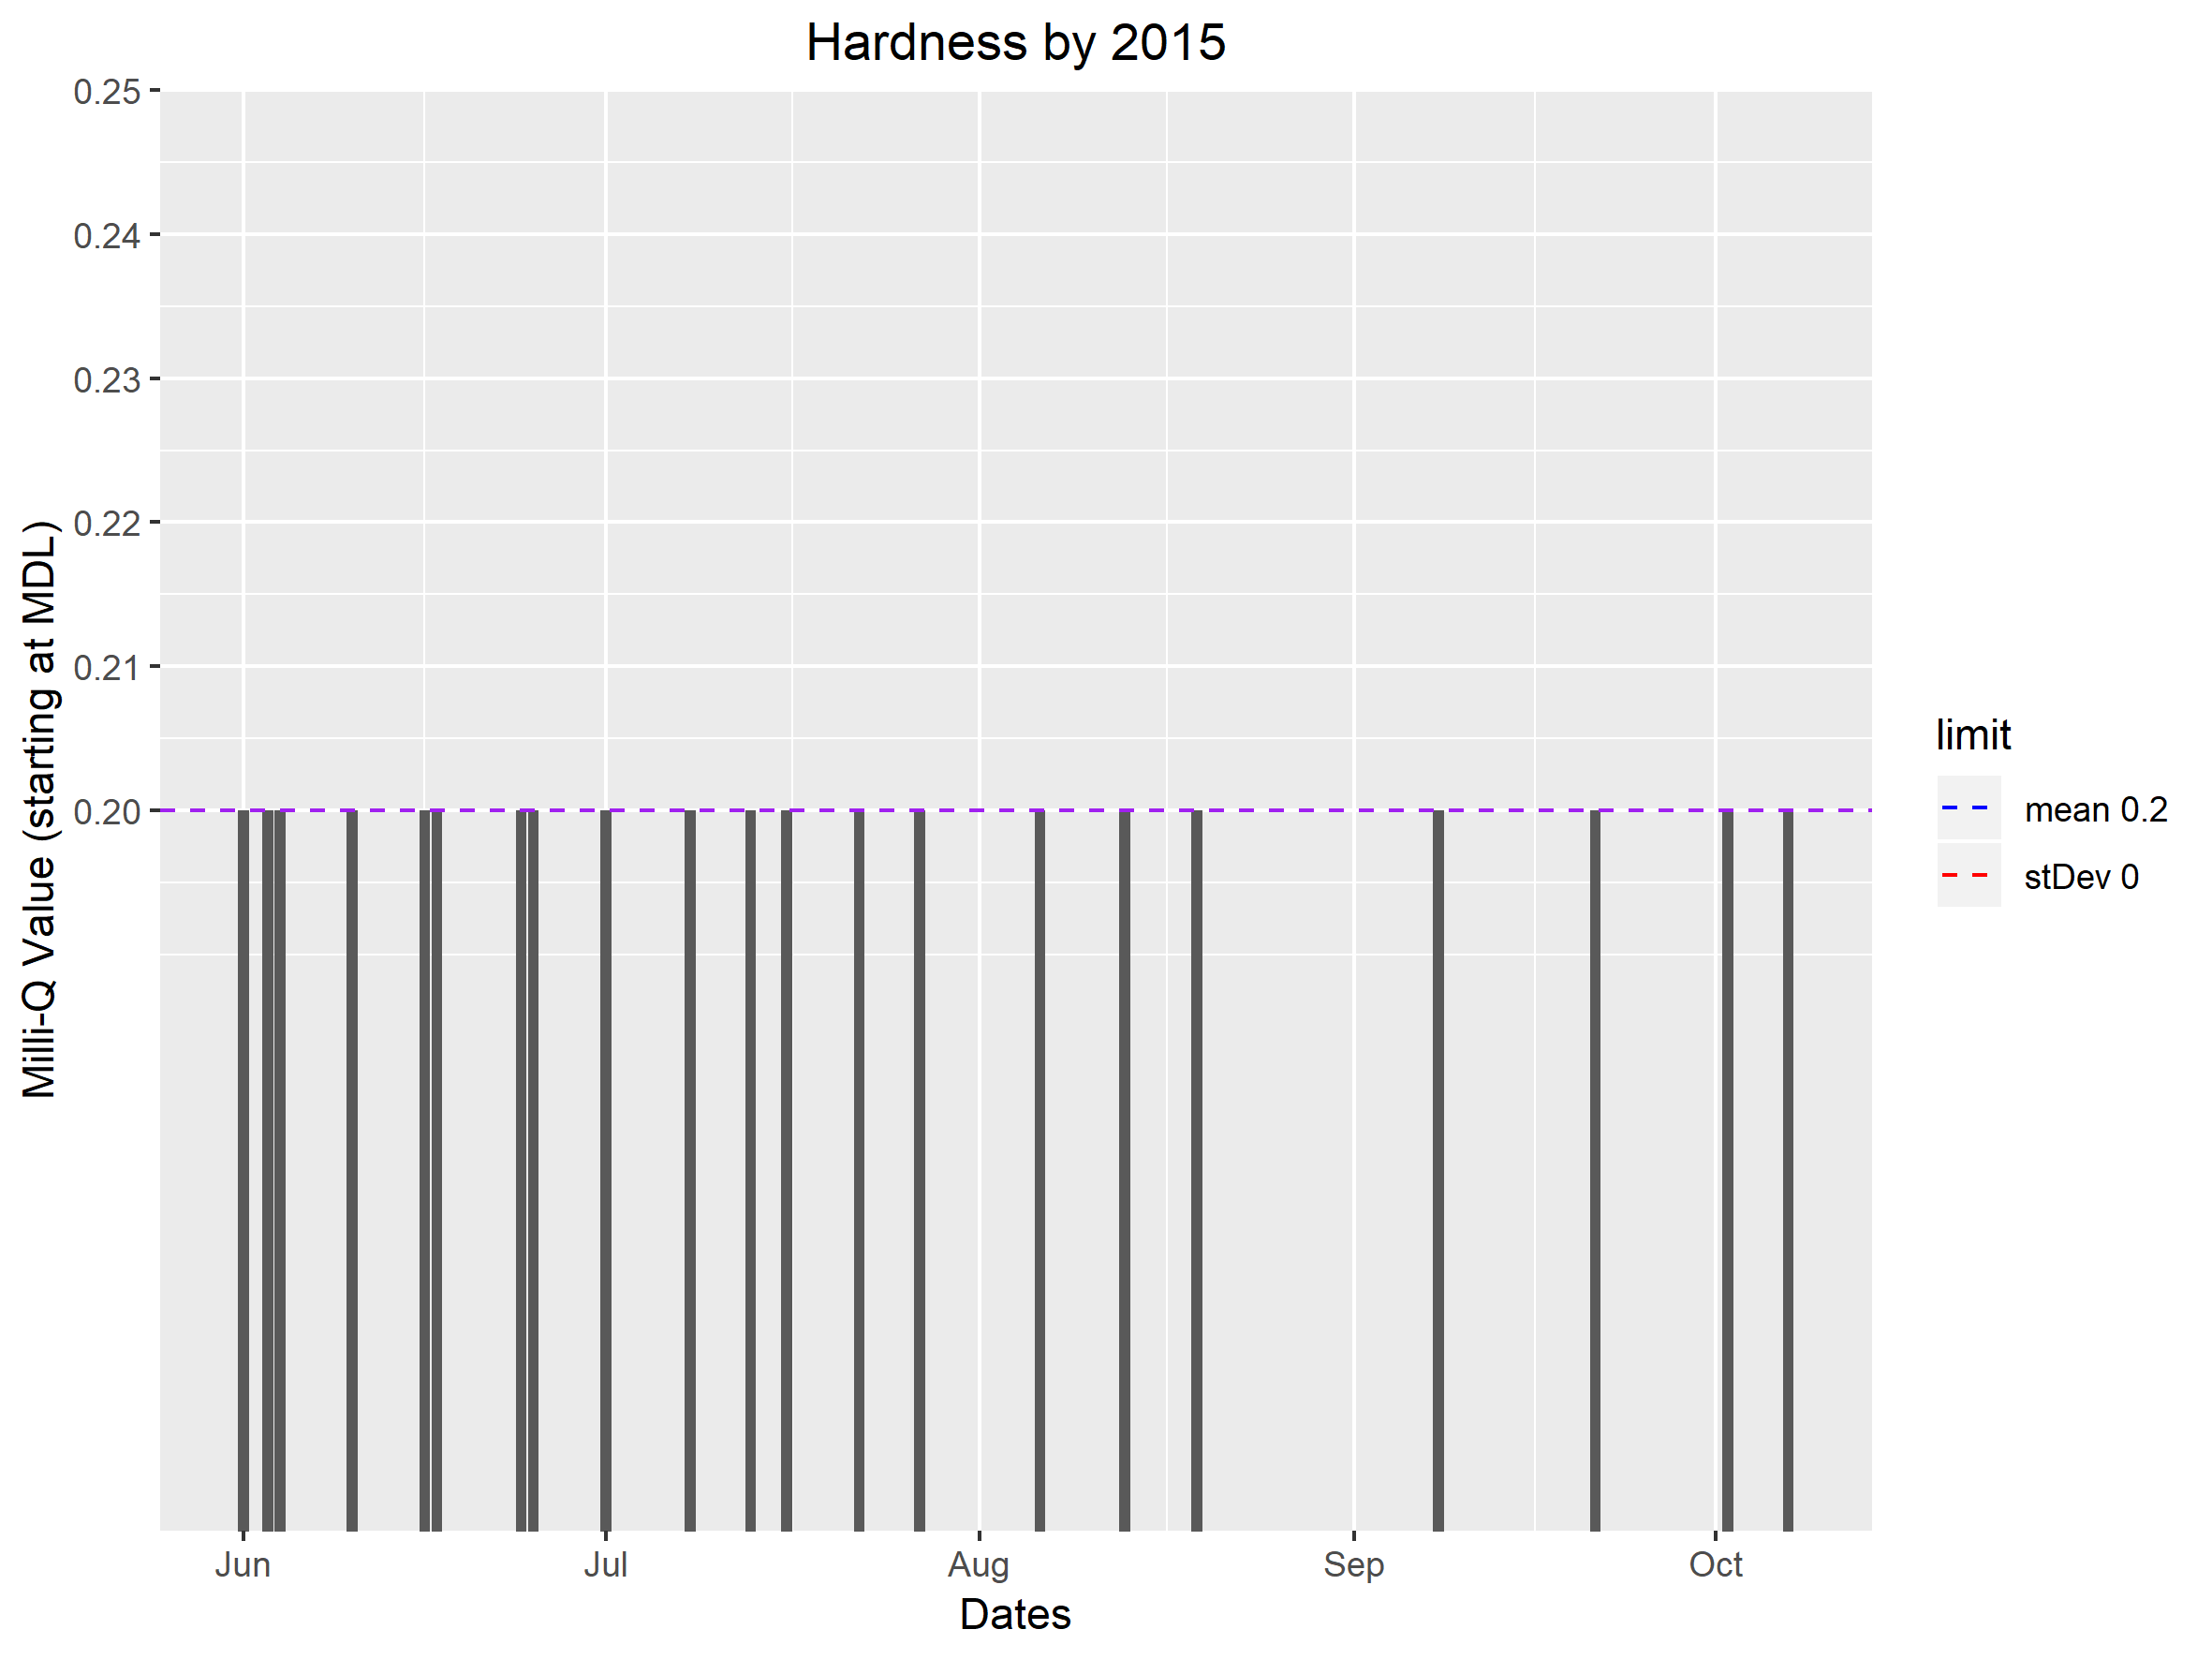 Hardness by 2015
Milli-Q Value (starting at MDL)
0.25
0.24
0.23
0.22
0.21
0.20
Jun Jul Aug Sep Oct
Dates
limit
mean 0.2
stDev 0